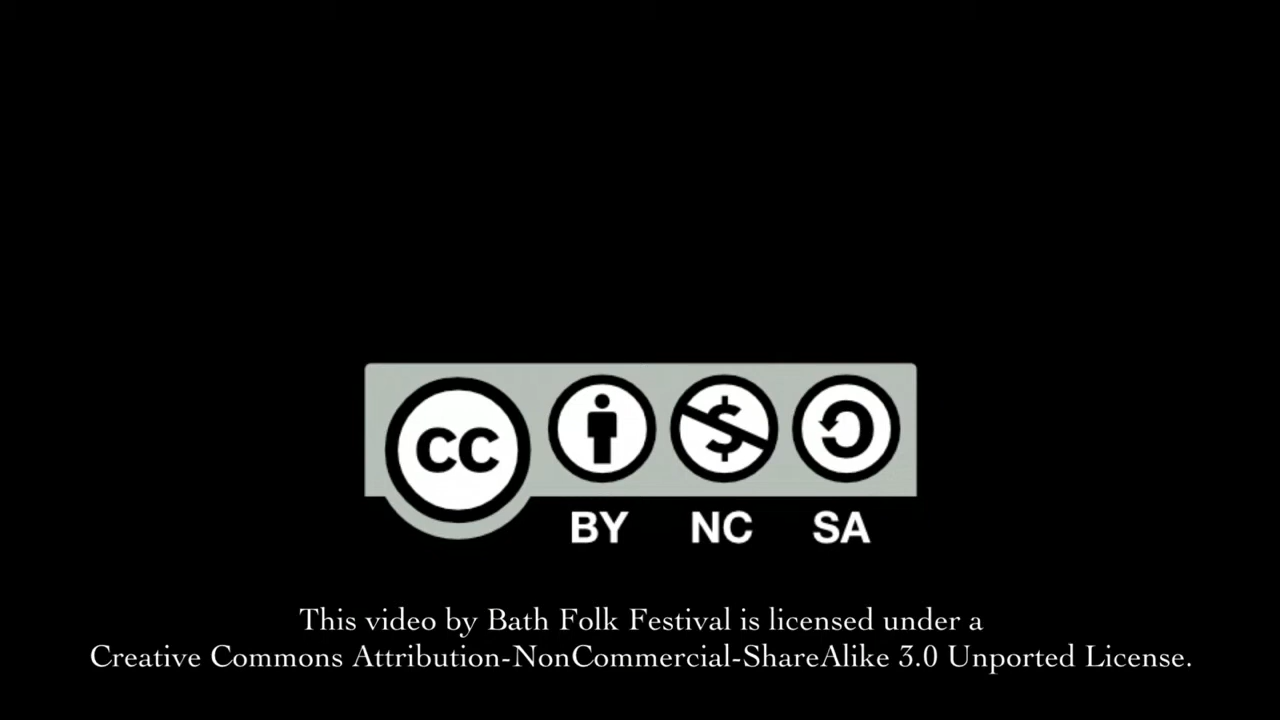 CC
BY NC SA
This video by Bath Folk Festival is licensed under a
Creative Commons Attribution-NonCommercial-ShareAlike 3.0 Unported License.